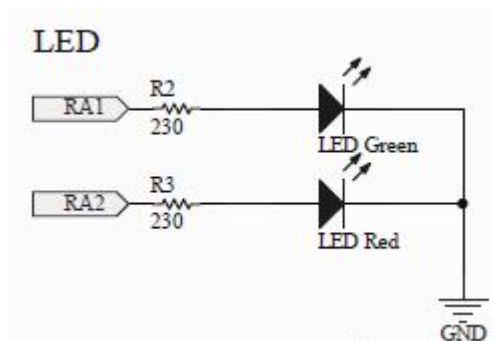 LED
RA1
R2
230
LED Green
RA2
R3
230
LED Red
GND